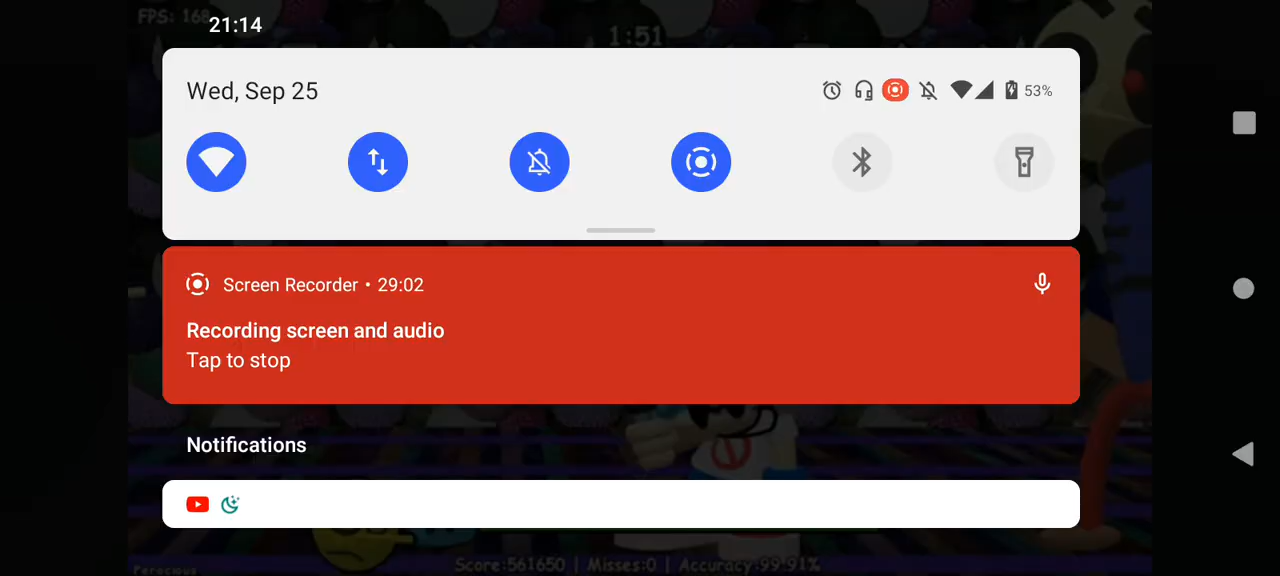 FPS: 168
21:14
1:51
Wed, Sep 25
53%
Screen Recorder • 29:02
Recording screen and audio
Tap to stop
Notifications
Score:561650 | Misses:0 | Accuracy:99.91%
Ferocious